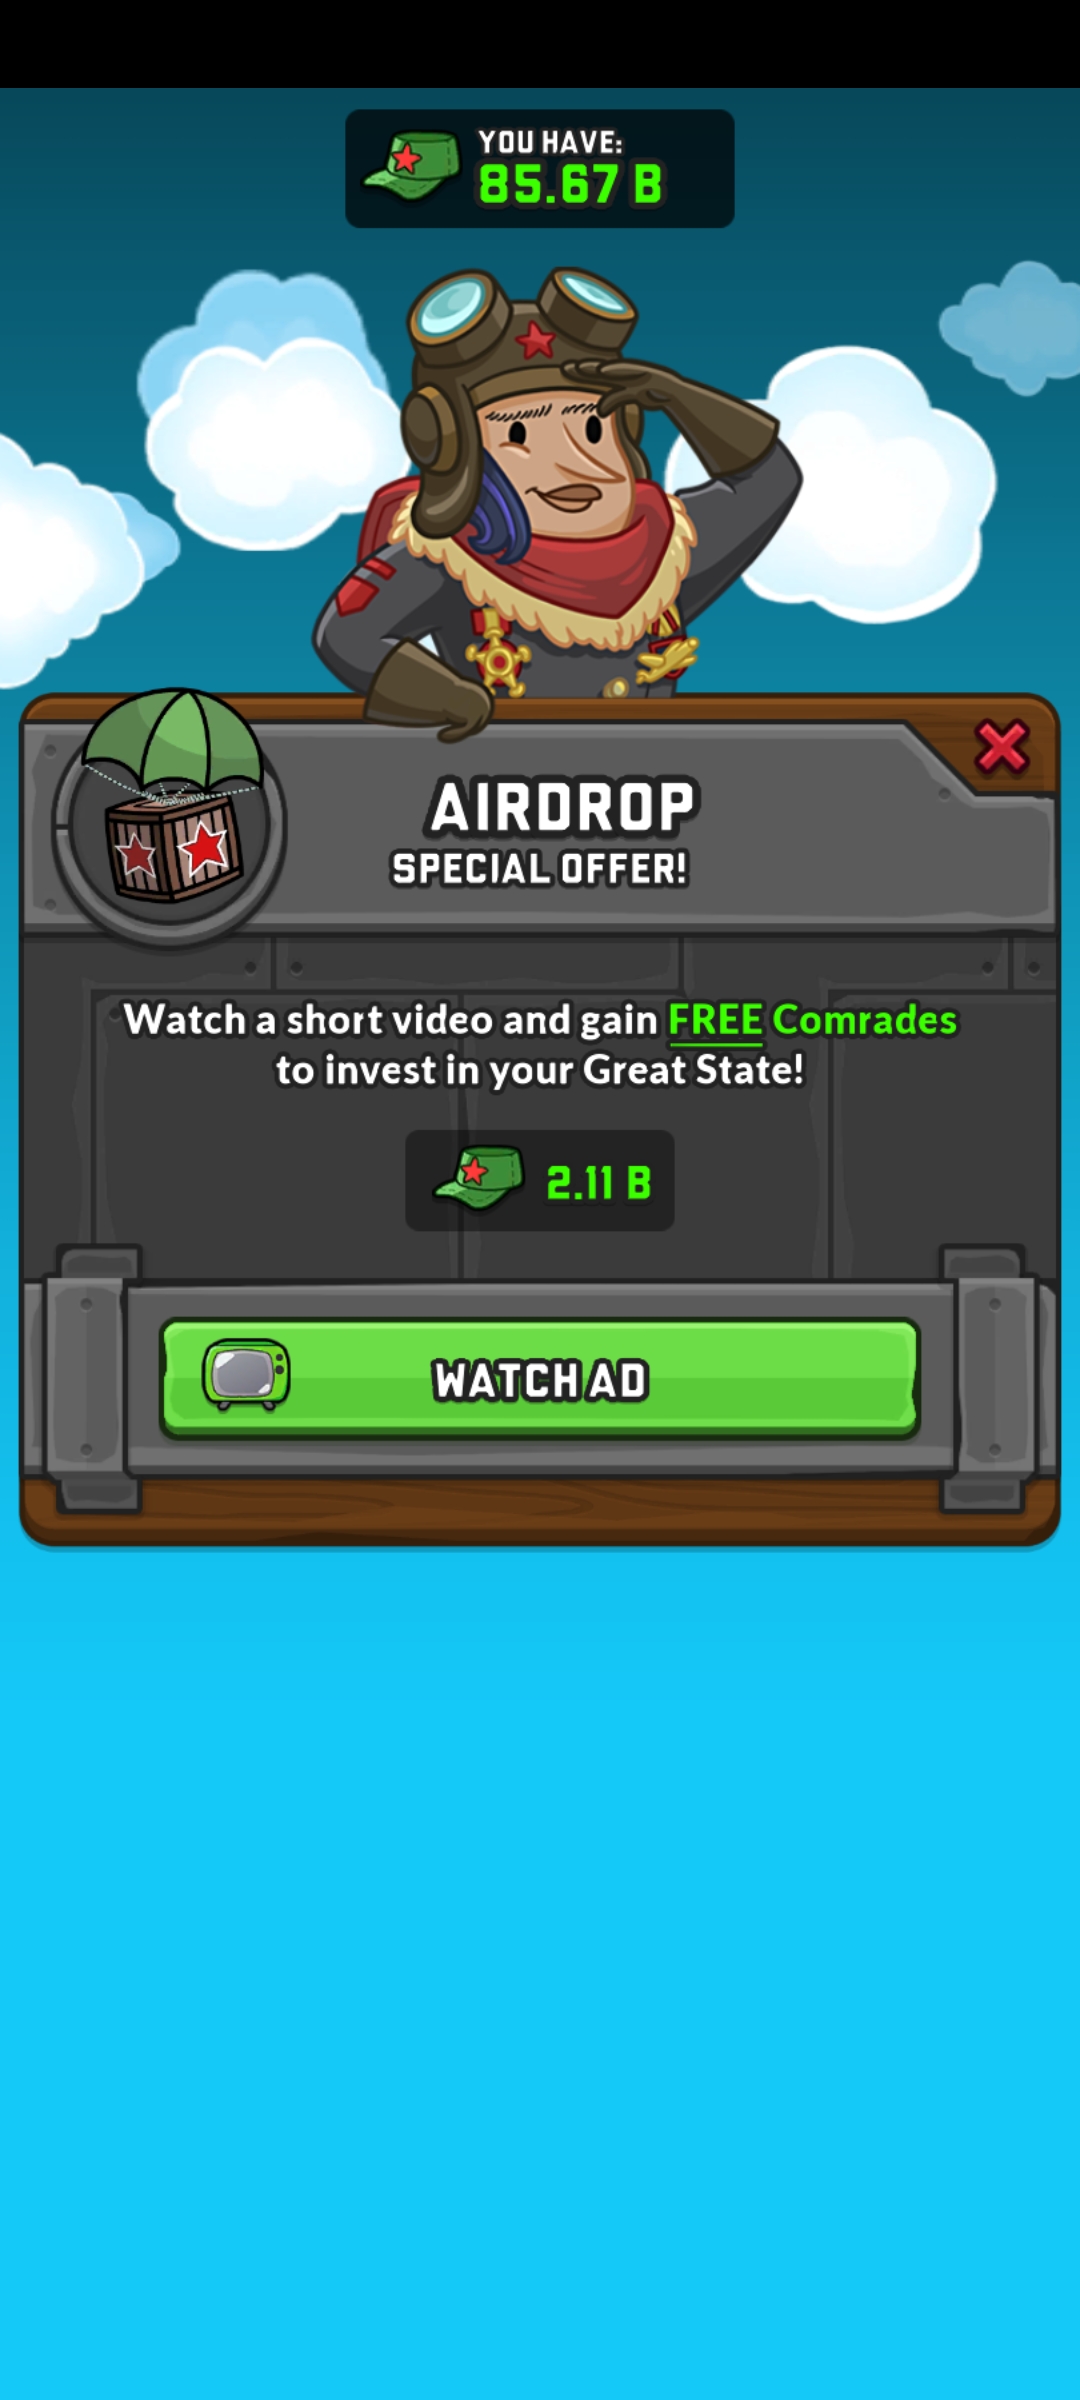 YOU HAVE:
85.67 B
AIRDROP
SPECIAL OFFER!
Watch a short video and gain FREE Comrades
to invest in your Great State!
2.11 B
WATCH AD